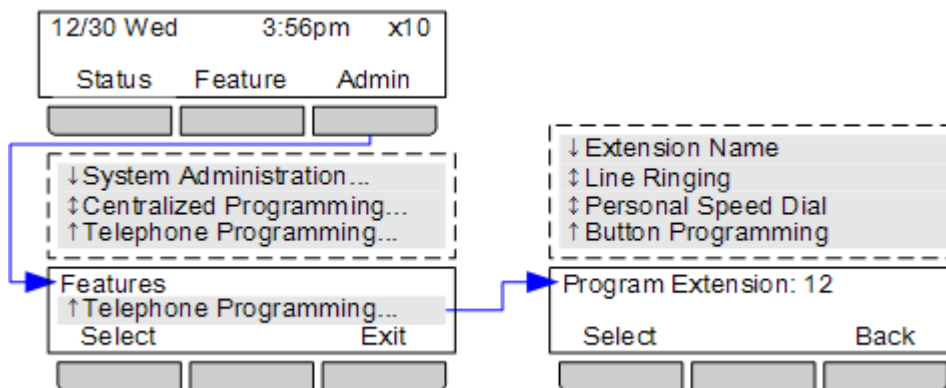 12/30 Wed 3:56pm x10
Status Feature Admin
↓System Administration...
↕Centralized Programming...
↑Telephone Programming...
Features
↑Telephone Programming...
Select Exit
↓Extension Name
↕Line Ringing
↕Personal Speed Dial
↑Button Programming
Program Extension: 12
Select Back